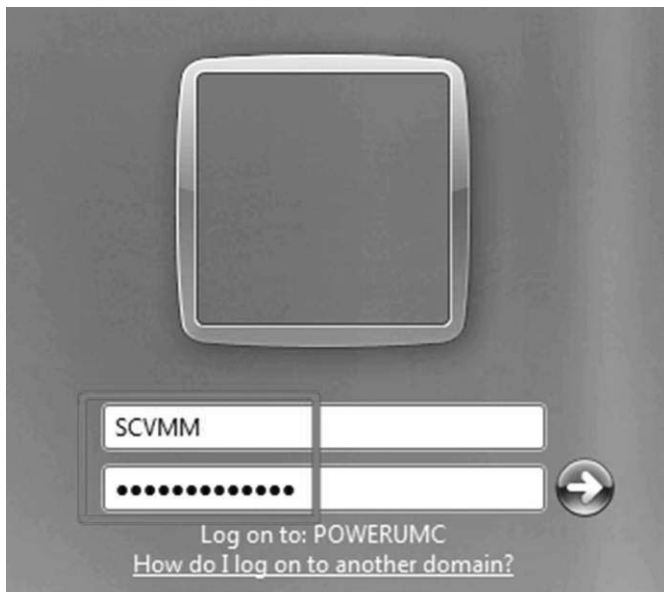 SCVMM
•••••••••••••
Log on to: POWERUMC
How do I log on to another domain?